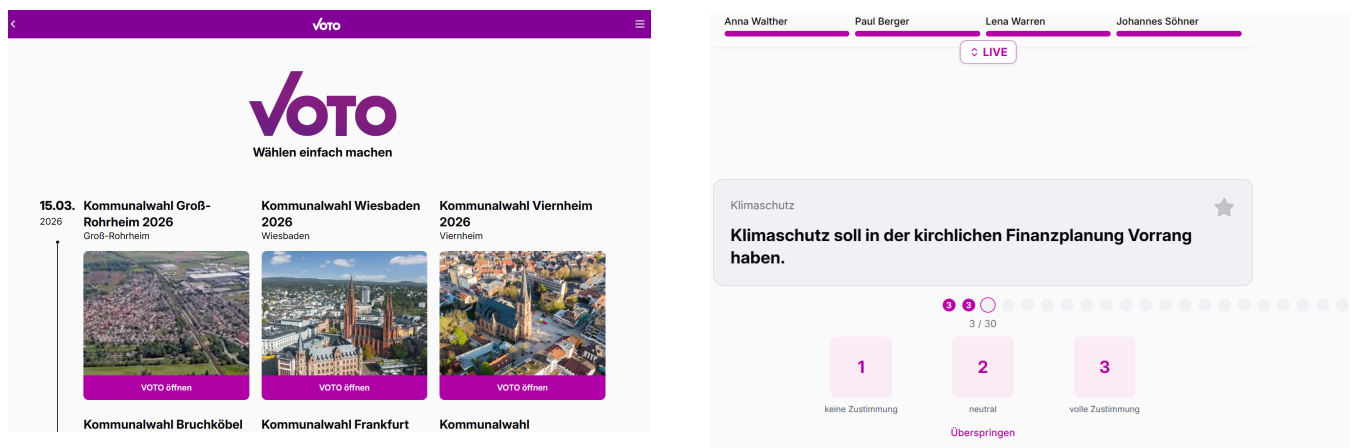 VOTO
VOTO
Wählen einfach machen
15.03.
2026
Kommunalwahl Groß-
Rohrheim 2026
Groß-Rohrheim
VOTO öffnen
Kommunalwahl Wiesbaden
2026
Wiesbaden
VOTO öffnen
Kommunalwahl Viernheim
2026
Viernheim
VOTO öffnen
Kommunalwahl Bruchköbel
Kommunalwahl Frankfurt
Kommunalwahl
Anna Walther
Paul Berger
Lena Warren
Johannes Söhner
LIVE
Klimaschutz
Klimaschutz soll in der kirchlichen Finanzplanung Vorrang
haben.
3 3
3 / 30
1
keine Zustimmung
2
neutral
3
volle Zustimmung
Überspringen